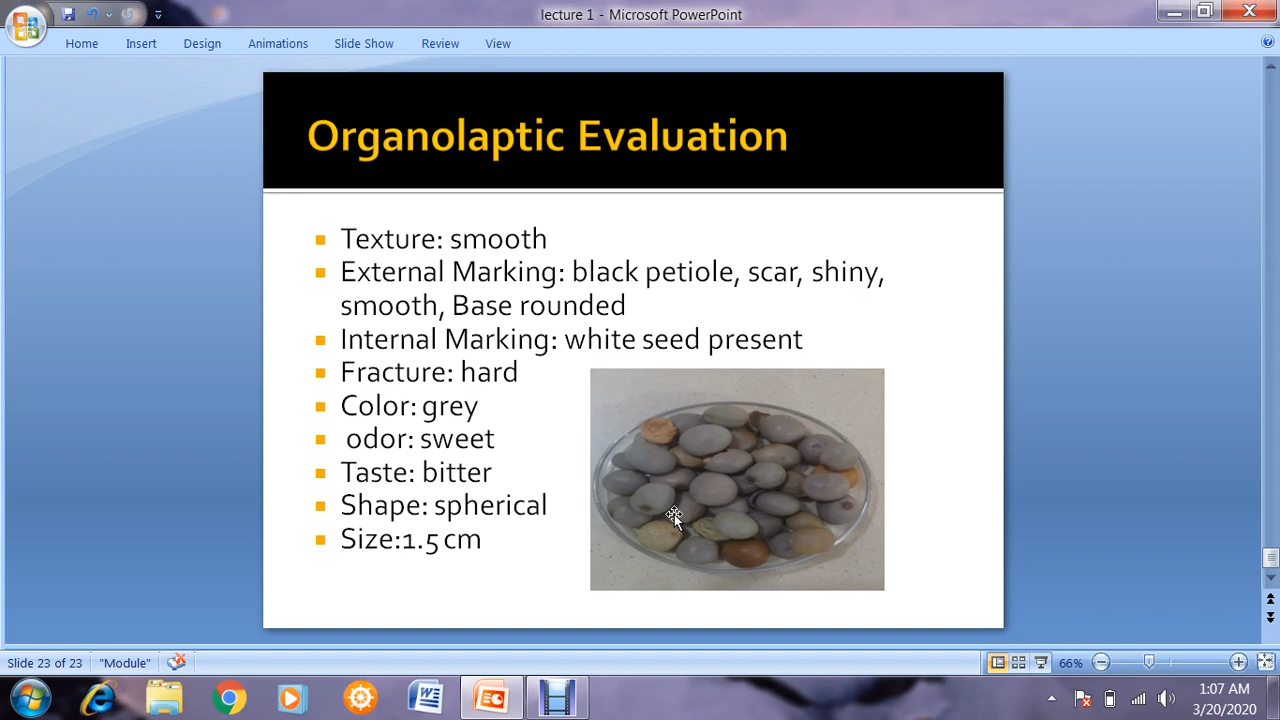 lecture 1 - Microsoft PowerPoint
Home Insert Design Animations Slide Show Review View
Organolaptic Evaluation
Texture: smooth
External Marking: black petiole, scar, shiny,
smooth, Base rounded
Internal Marking: white seed present
Fracture: hard
Color: grey
odor: sweet
Taste: bitter
Shape: spherical
Size:1.5 cm
Slide 23 of 23 "Module" 66%
1:07 AM
3/20/2020